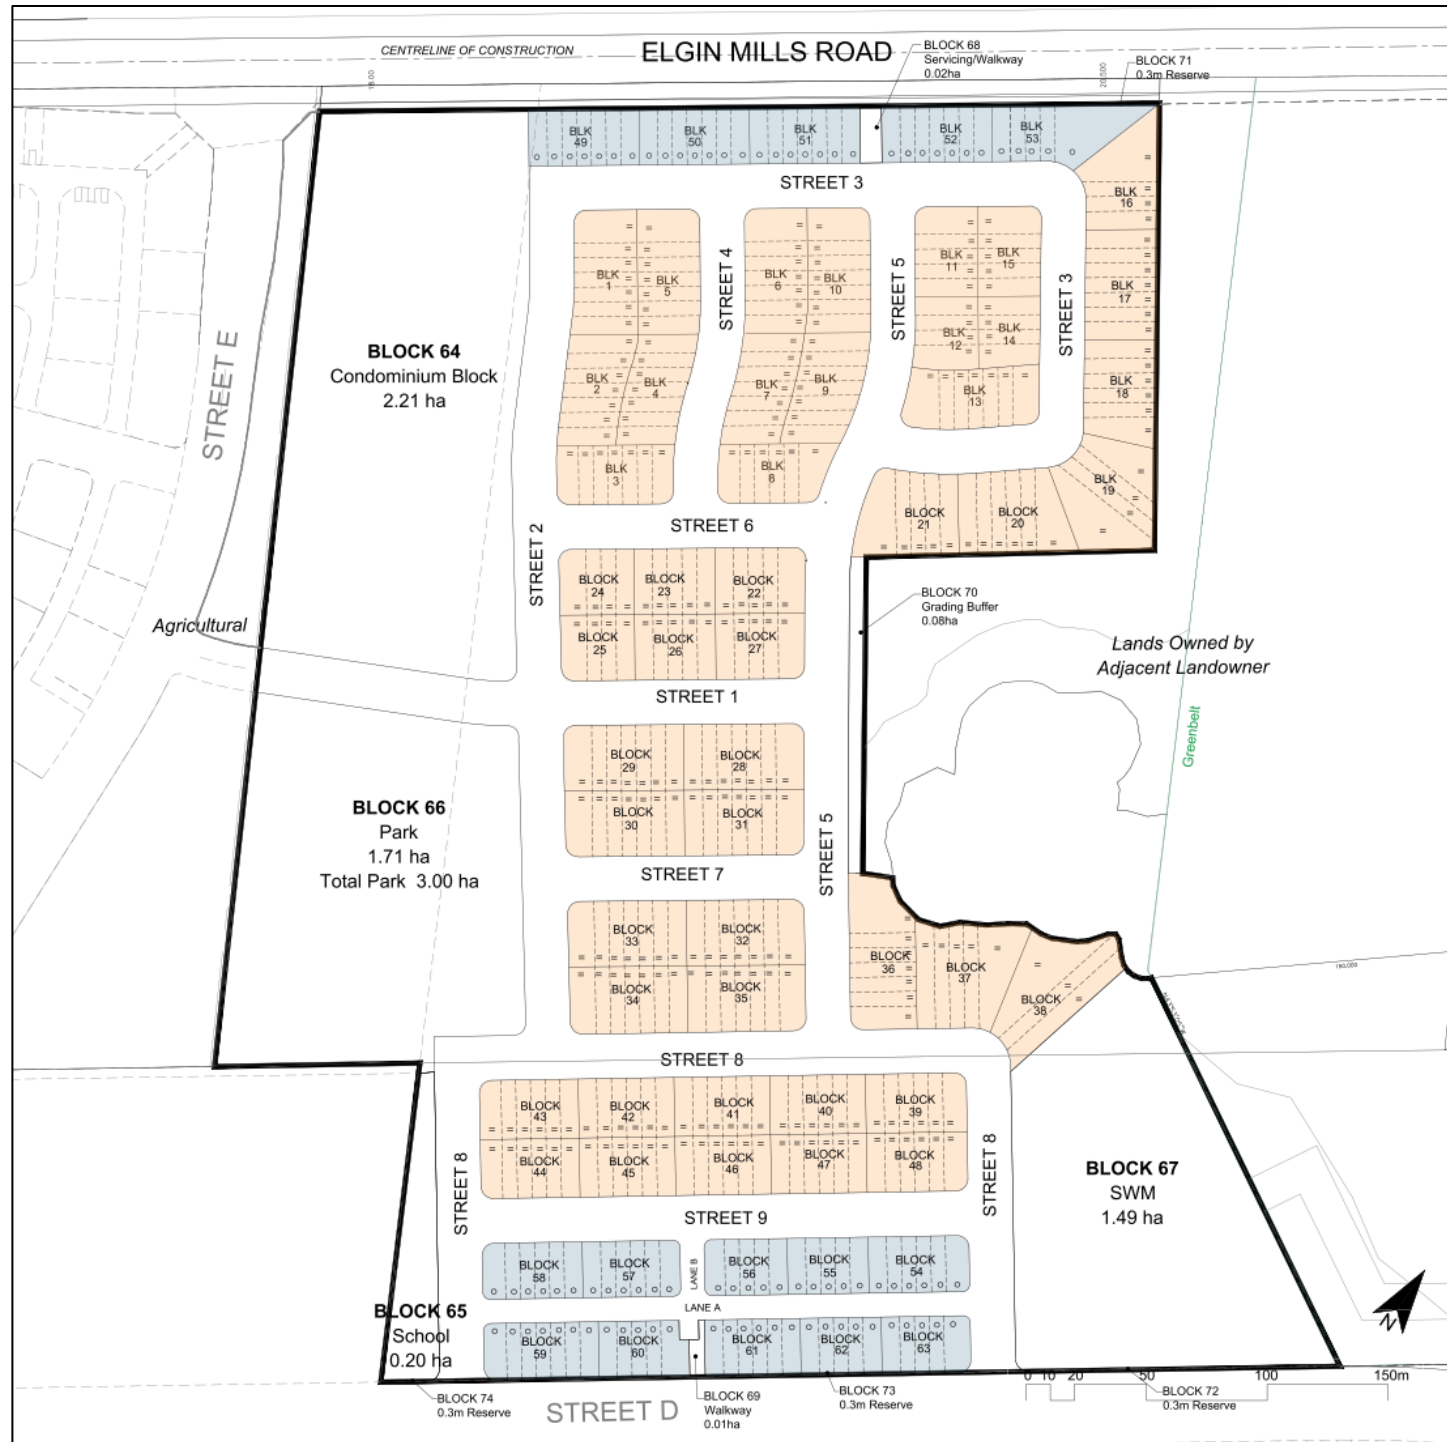 CENTRELINE OF CONSTRUCTION
ELGIN MILLS ROAD
BLOCK 68
Servicing/Walkway
0.02ha
BLOCK 71
0.3m Reserve
18.00
20.500
BLK
49
BLK
50
BLK
51
BLK
52
BLK
53
STREET 3
BLK
16
BLK
17
BLK
18
BLK
19
BLK
1
BLK
5
STREET 4
BLK
6
BLK
10
STREET 5
BLK
11
BLK
15
STREET 3
BLK
12
BLK
14
BLK
13
BLK
2
BLK
4
BLK
7
BLK
9
BLK
3
BLK
8
STREET E
BLOCK 64
Condominium Block
2.21 ha
BLOCK
21
BLOCK
20
STREET 6
STREET 2
BLOCK
24
BLOCK
23
BLOCK
22
BLOCK
25
BLOCK
26
BLOCK
27
BLOCK 70
Grading Buffer
0.08ha
Agricultural
Lands Owned by
Adjacent Landowner
Greenbelt
STREET 1
BLOCK
29
BLOCK
28
BLOCK
30
BLOCK
31
BLOCK 66
Park
1.71 ha
Total Park 3.00 ha
STREET 5
STREET 7
BLOCK
33
BLOCK
32
BLOCK
34
BLOCK
35
BLOCK
36
BLOCK
37
BLOCK
38
STREET 8
BLOCK
43
BLOCK
42
BLOCK
41
BLOCK
40
BLOCK
39
BLOCK
44
BLOCK
45
BLOCK
46
BLOCK
47
BLOCK
48
STREET 8
STREET 8
BLOCK 67
SWM
1.49 ha
STREET 9
BLOCK
58
BLOCK
57
LANE B
BLOCK
56
BLOCK
55
BLOCK
54
LANE A
BLOCK 65
School
0.20 ha
BLOCK
59
BLOCK
60
BLOCK
61
BLOCK
62
BLOCK
63
N
0 10 20 50 100 150m
BLOCK 74
0.3m Reserve
STREET D
BLOCK 69
Walkway
0.01ha
BLOCK 73
0.3m Reserve
BLOCK 72
0.3m Reserve